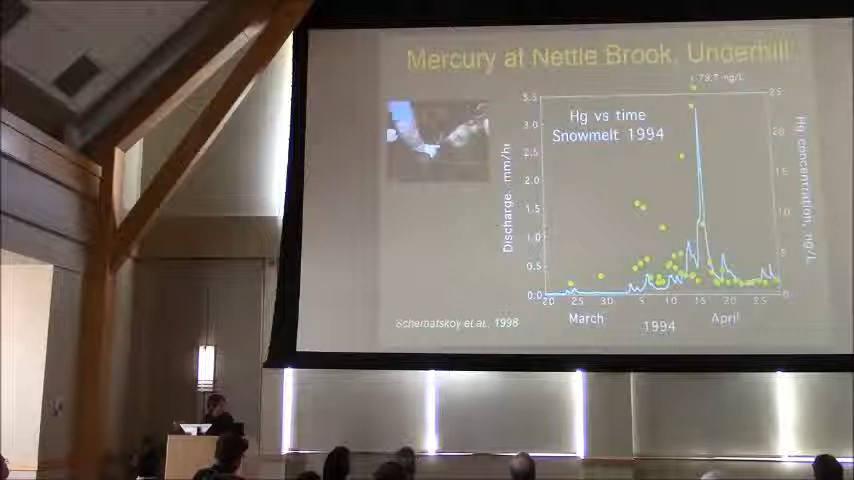 Mercury at Nettle Brook, Underhill
Hg vs time
Snowmelt 1994
Discharge, mm/hr
3.5
3.0
2.5
2.0
1.5
1.0
0.5
0.0
Hg concentration, ng/L
25
20
15
10
5
0
20 25 30 5 10 15 20 25
March
April
1994
Schematskoy et al., 1998